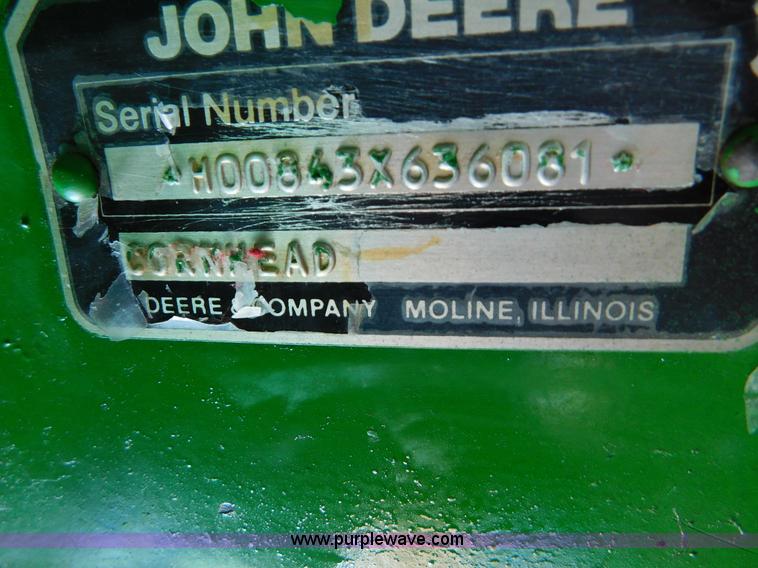 JOHN DEERE
Serial Number
*H00843X636081*
CORNHEAD
DEERE & COMPANY MOLINE, ILLINOIS
www.purplewave.com